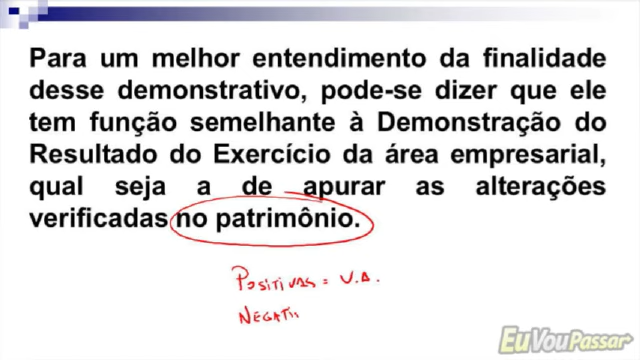 Para um melhor entendimento da finalidade
desse demonstrativo, pode-se dizer que ele
tem função semelhante à Demonstração do
Resultado do Exercício da área empresarial,
qual seja a de apurar as alterações
verificadas no patrimônio.
POSITIVAS = V.A.
NEGATI
EuVouPassar